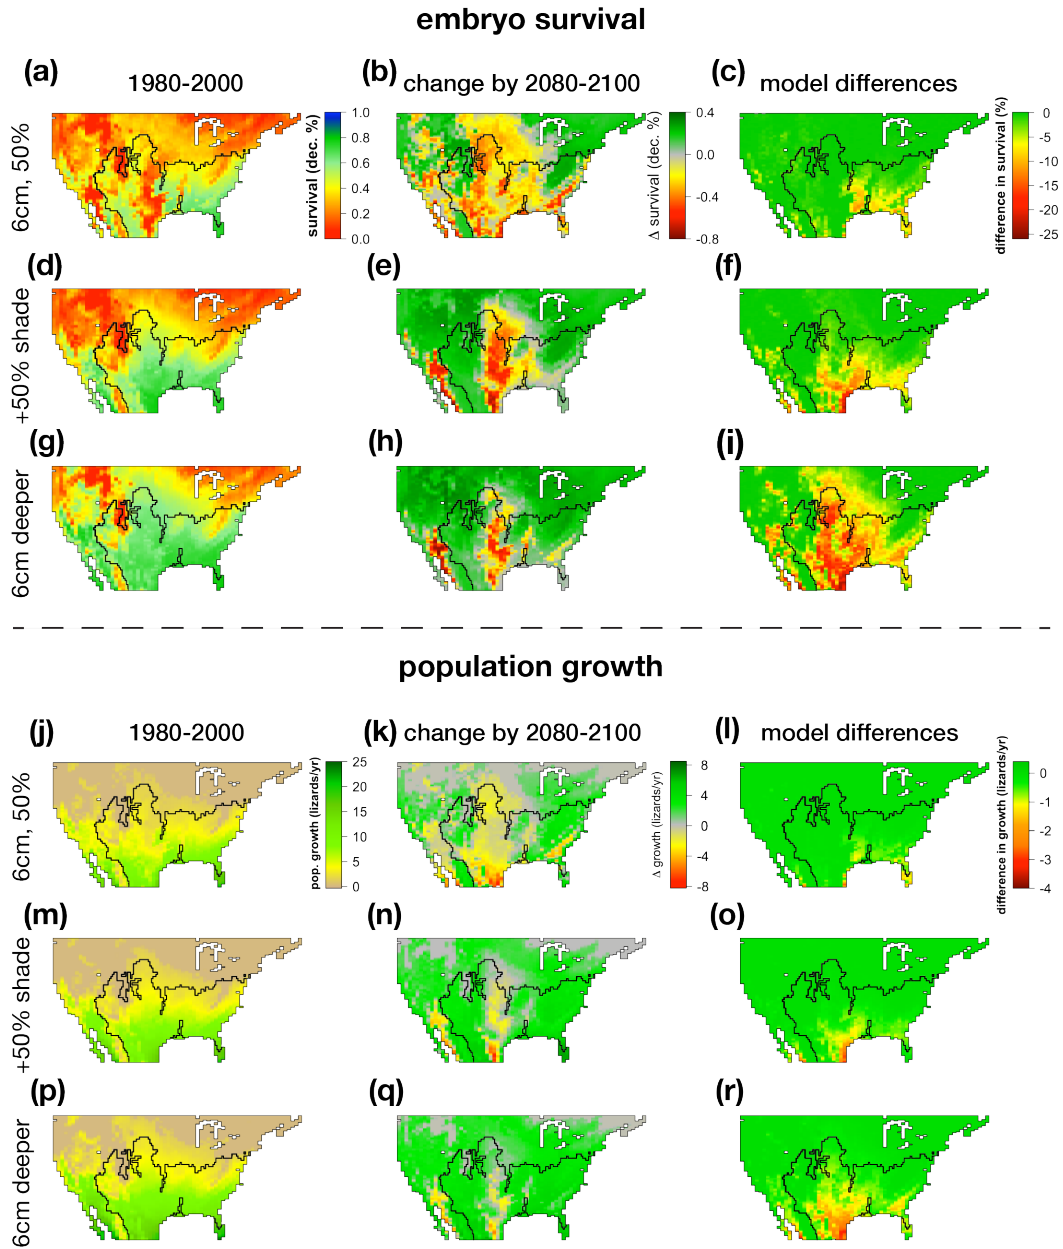 embryo survival
(a) 1980-2000 (b) change by 2080-2100 (c) model differences
6cm, 50%
1.0
0.8
0.6
0.4
0.2
0.0
survival (dec. %)
0.4
0.0
-0.4
-0.8
Δ survival (dec. %)
0
-5
-10
-15
-20
-25
difference in survival (%)
(d) (e) (f)
+50% shade
(g) (h) (i)
6cm deeper
population growth
(j) 1980-2000 (k) change by 2080-2100 (l) model differences
6cm, 50%
25
20
15
10
5
0
pop. growth (lizards/yr)
8
4
0
-4
-8
Δ growth (lizards/yr)
0
-1
-2
-3
-4
difference in growth (lizards/yr)
(m) (n) (o)
+50% shade
(p) (q) (r)
6cm deeper